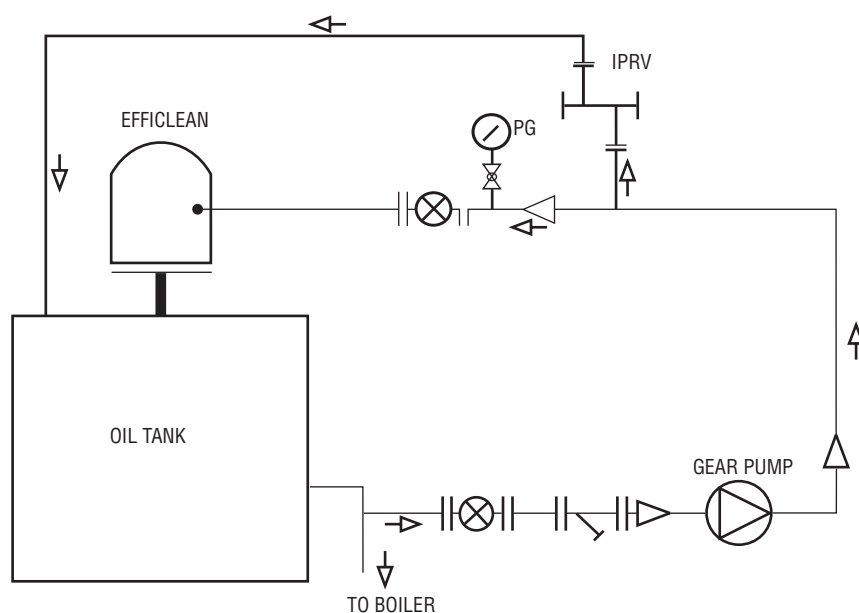 IPRV
EFFICLEAN
PG
OIL TANK
GEAR PUMP
TO BOILER